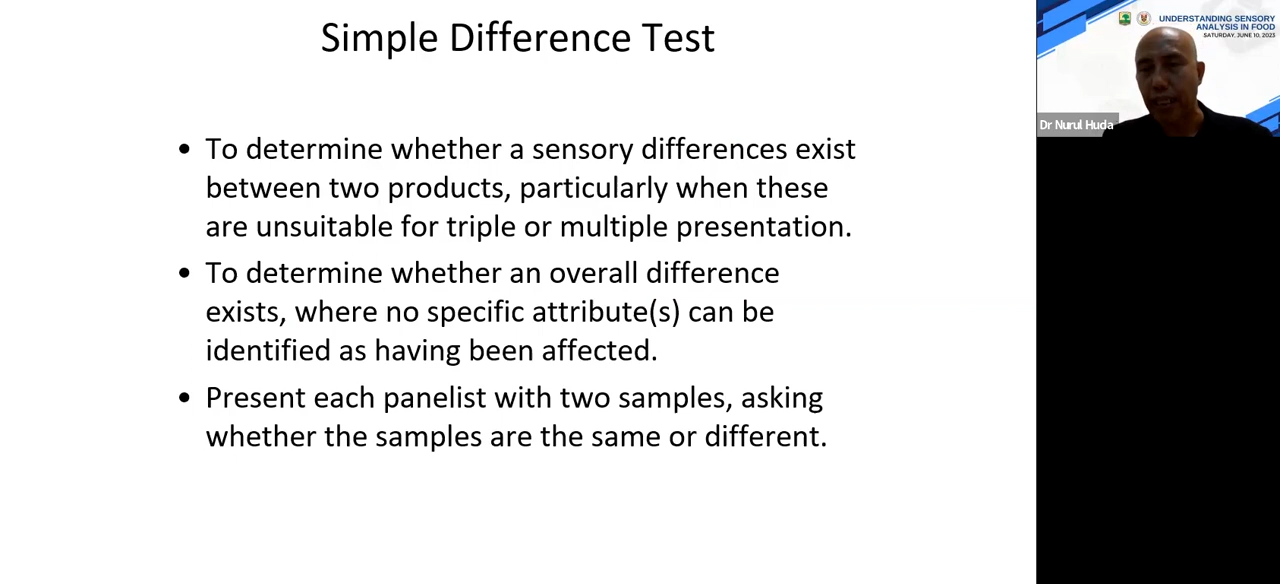 Simple Difference Test
• To determine whether a sensory differences exist
between two products, particularly when these
are unsuitable for triple or multiple presentation.
• To determine whether an overall difference
exists, where no specific attribute(s) can be
identified as having been affected.
• Present each panelist with two samples, asking
whether the samples are the same or different.
UNDERSTANDING SENSORY
ANALYSIS IN FOOD
SATURDAY, JUNE 10, 2023
Dr Nurul Huda